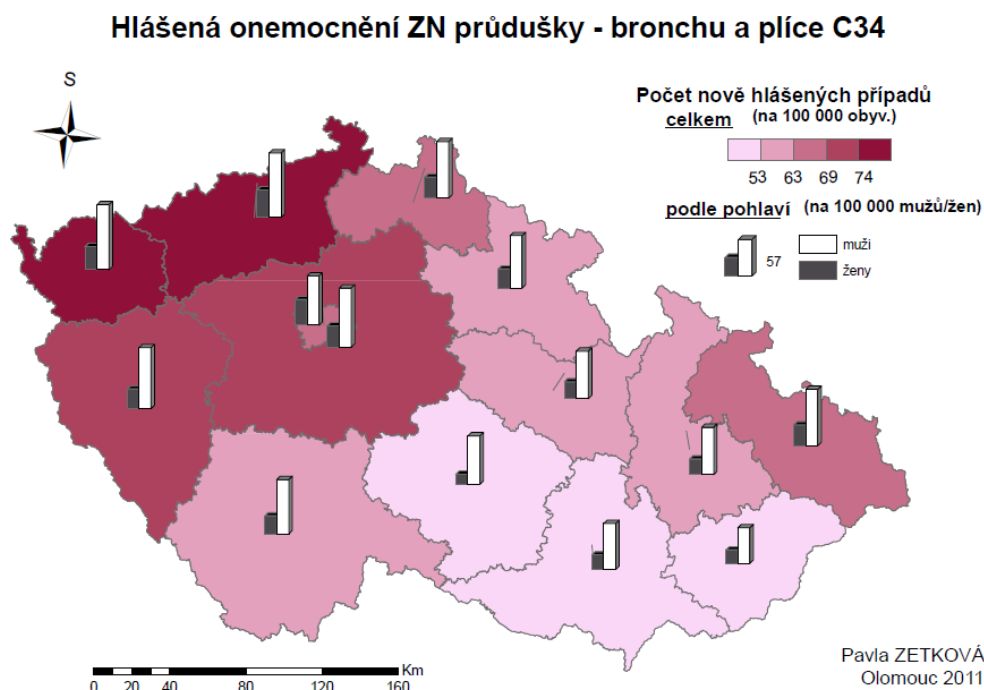 Hlášená onemocnění ZN průdušky - bronchu a plíce C34
S
Počet nově hlášených případů
celkem (na 100 000 obyv.)
53 63 69 74
podle pohlaví (na 100 000 mužů/žen)
57
muži
ženy
Km
0 20 40 80 120 160
Pavla ZETKOVÁ
Olomouc 2011